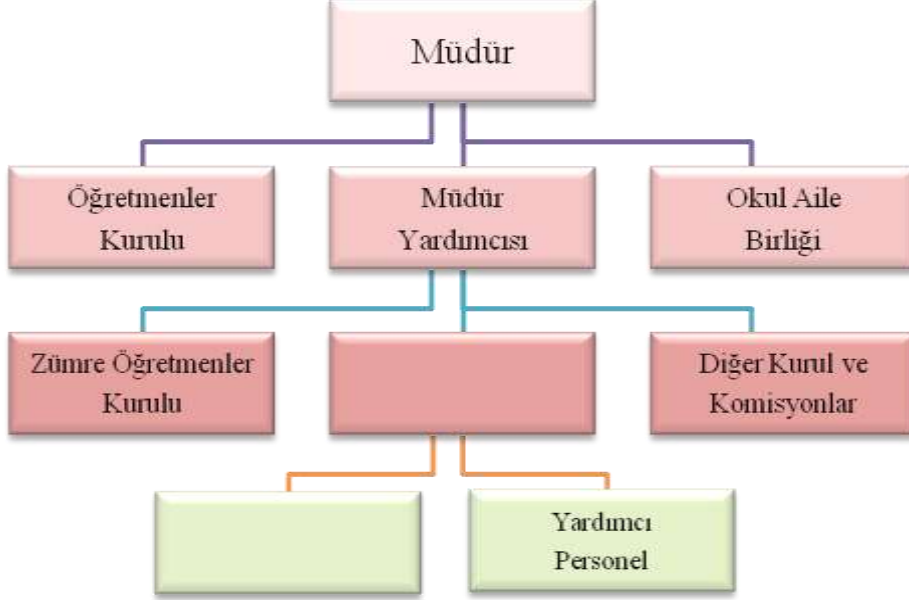 Müdür
Öğretmenler
Kurulu
Müdür
Yardımcısı
Okul Aile
Birliği
Zümre Öğretmenler
Kurulu
Diğer Kurul ve
Komisyonlar
Yardımcı
Personel